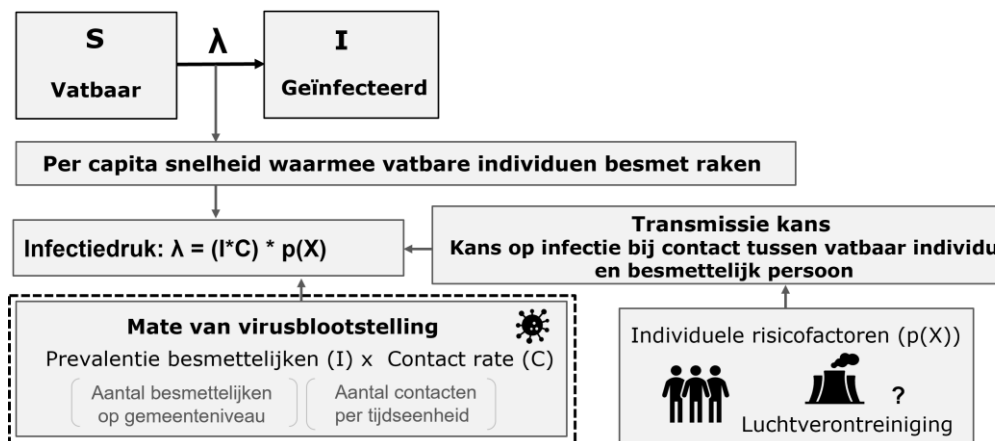 S
Vatbaar
λ
I
Geïnfecteerd
Per capita snelheid waarmee vatbare individuen besmet raken
Infectiedruk: λ = (I*C) * p(X)
Transmissie kans
Kans op infectie bij contact tussen vatbaar individu
en besmettelijk persoon
Mate van virusblootstelling
Prevalentie besmettelijken (I) x Contact rate (C)
Aantal besmettelijken
op gemeenteniveau
Aantal contacten
per tijdseenheid
Individuele risicofactoren (p(X))
?
Luchtverontreiniging